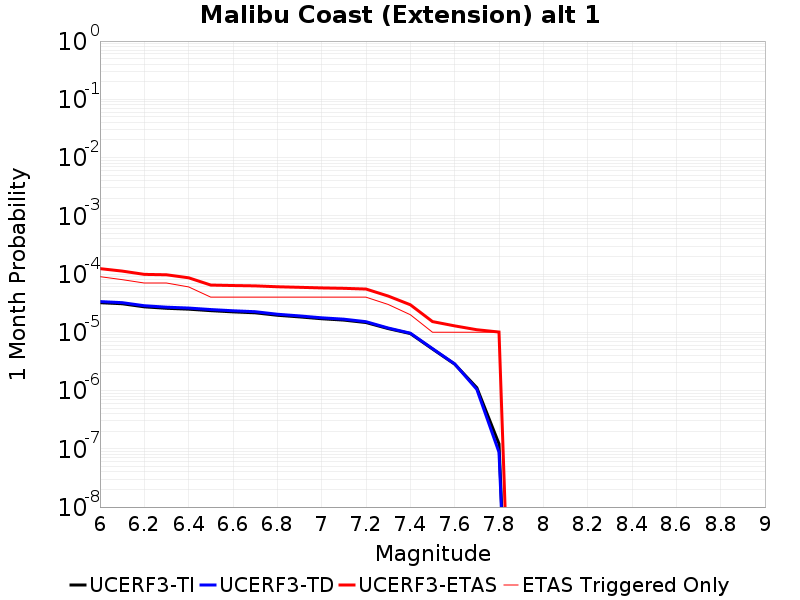 Malibu Coast (Extension) alt 1
1 Month Probability
10^0
10^-1
10^-2
10^-3
10^-4
10^-5
10^-6
10^-7
10^-8
6 6.2 6.4 6.6 6.8 7 7.2 7.4 7.6 7.8 8 8.2 8.4 8.6 8.8 9
Magnitude
UCERF3-TI UCERF3-TD UCERF3-ETAS ETAS Triggered Only